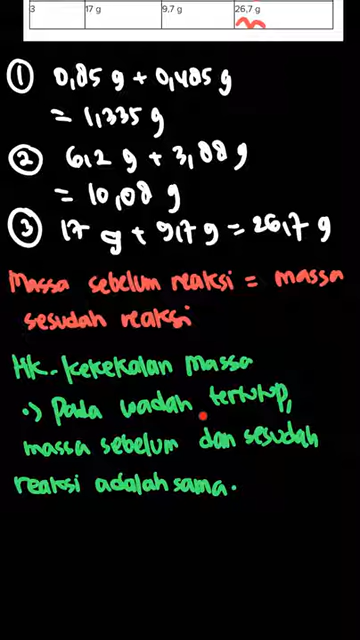 3 17 g 9,7 g 26,7 g
① 0,85 g + 0,485 g
= 1,335 g
② 6,2 g + 3,88 g
= 10,08 g
③ 17 g + 9,7 g = 26,7 g
Massa sebelum reaksi = massa
sesudah reaksi
Hk. Kekekalan Massa
•) Pada wadah tertutup,
massa sebelum dan sesudah
reaksi adalah sama.